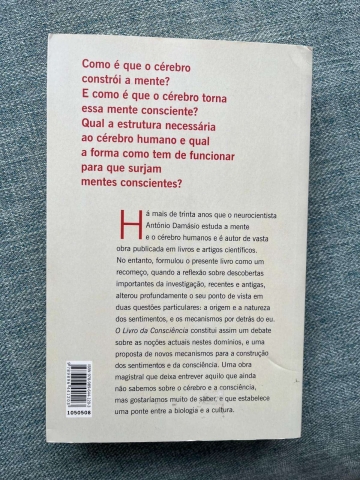 Como é que o cérebro
constrói a mente?
E como é que o cérebro torna
essa mente consciente?
Qual a estrutura necessária
ao cérebro humano e qual
a forma como tem de funcionar
para que surjam
mentes conscientes?
Há mais de trinta anos que o neurocientista
António Damásio estuda a mente
e o cérebro humanos e é autor de vasta
obra publicada em livros e artigos científicos.
No entanto, formulou o presente livro como um
recomeço, quando a reflexão sobre descobertas
importantes da investigação, recentes e antigas,
alterou profundamente o seu ponto de vista em
duas questões particulares: a origem e a natureza
dos sentimentos, e os mecanismos por detrás do eu.
O Livro da Consciência constitui assim um debate
sobre as noções actuais nestes domínios, e uma
proposta de novos mecanismos para a construção
dos sentimentos e da consciência. Uma obra
magistral que deixa entrever aquilo que ainda
não sabemos sobre o cérebro e a consciência,
mas gostaríamos muito de saber, e que estabelece
uma ponte entre a biologia e a cultura.
1050508